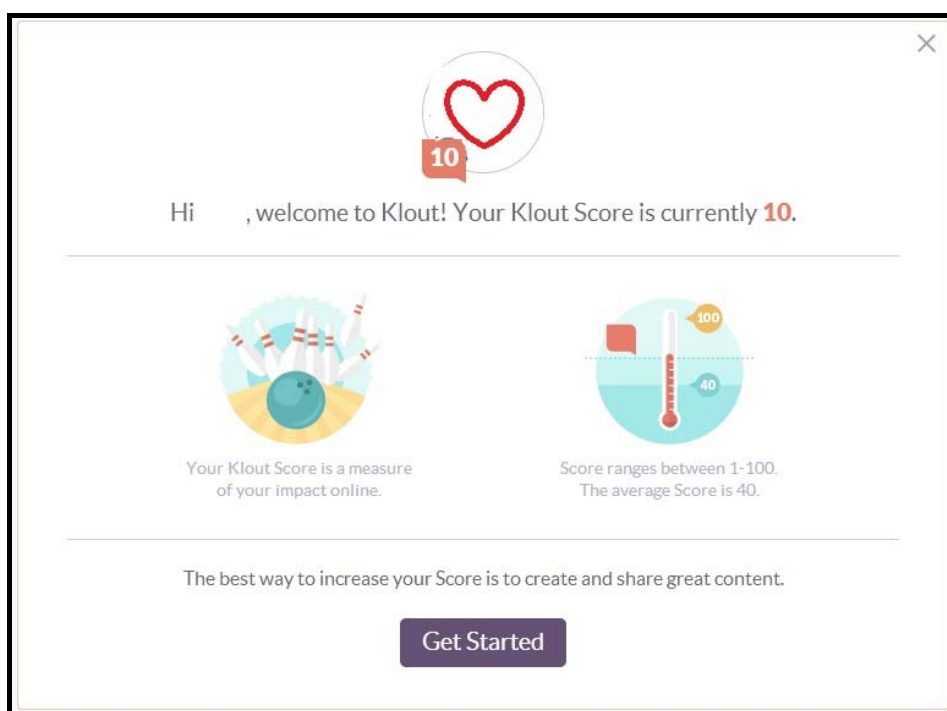 10
Hi , welcome to Klout! Your Klout Score is currently 10.
100
40
Your Klout Score is a measure
of your impact online.
Score ranges between 1-100.
The average Score is 40.
The best way to increase your Score is to create and share great content.
Get Started